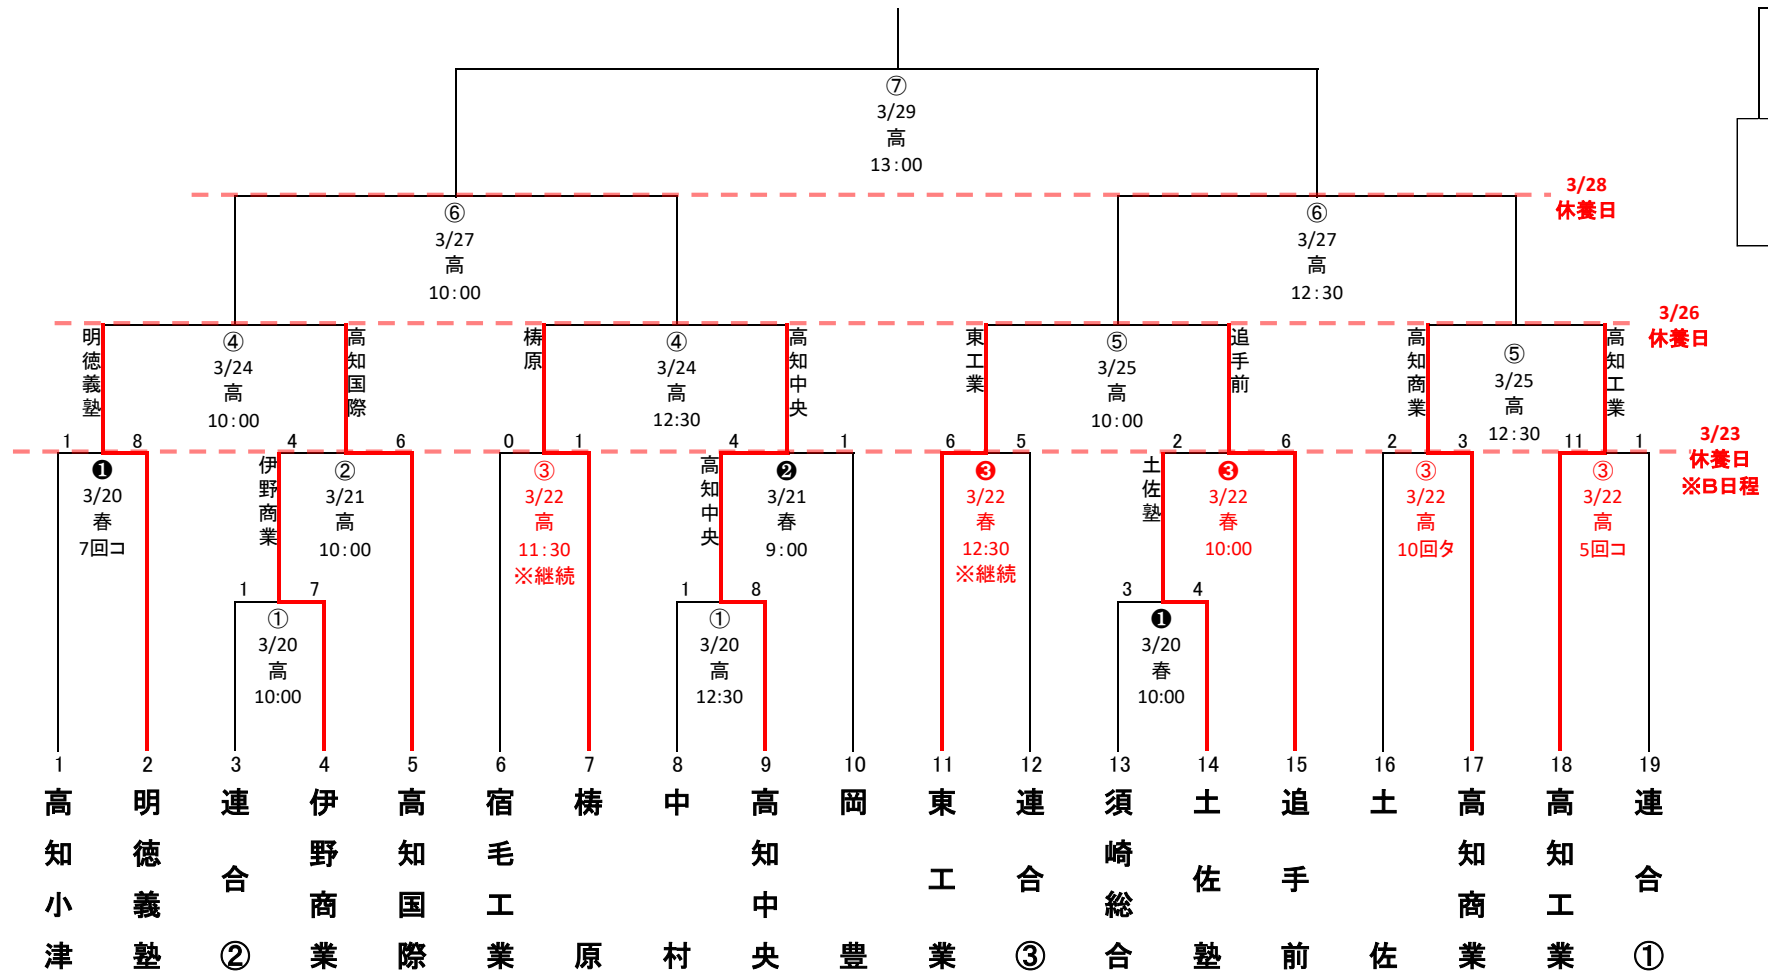 ⑦
3/29
高
13:00
3/28
休養日
⑥
3/27
高
10:00
⑥
3/27
高
12:30
3/26
休養日
明徳義塾
④
3/24
高
10:00
高知国際
梼原
④
3/24
高
12:30
高知中央
東工業
⑤
3/25
高
10:00
追手前
高知商業
⑤
3/25
高
12:30
高知工業
3/23
休養日
※B日程
1 8
❶
3/20
春
7回コ
伊野商業
4 6
②
3/21
高
10:00
0 1
③
3/22
高
11:30
※継続
高知中央
4 1
❷
3/21
春
9:00
6 5
❸
3/22
春
12:30
※継続
土佐塾
2 6
❸
3/22
春
10:00
2 3
③
3/22
高
10回タ
11 1
③
3/22
高
5回コ
1 7
①
3/20
高
10:00
1 8
①
3/20
高
12:30
3 4
❶
3/20
春
10:00
1 2 3 4 5 6 7 8 9 10 11 12 13 14 15 16 17 18 19
高知小津
明徳義塾
連合②
伊野商業
高知国際
宿毛工業
梼原
中村
高知中央
岡豊
東工業
連合③
須崎総合
土佐塾
追手前
土佐
高知商業
高知工業
連合①